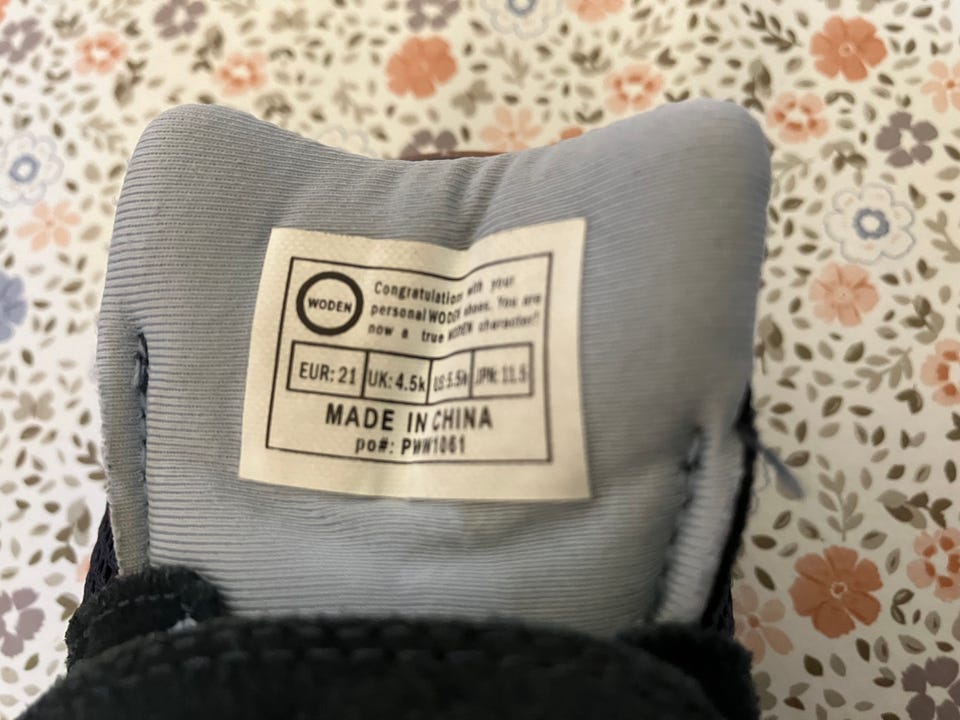 WODEN
Congratulation with your
personal WODEN shoes. You are
now a true WODEN character!
EUR: 21 UK: 4.5k US: 5.5k JPN: 11.5
MADE IN CHINA
po#: PWW1061